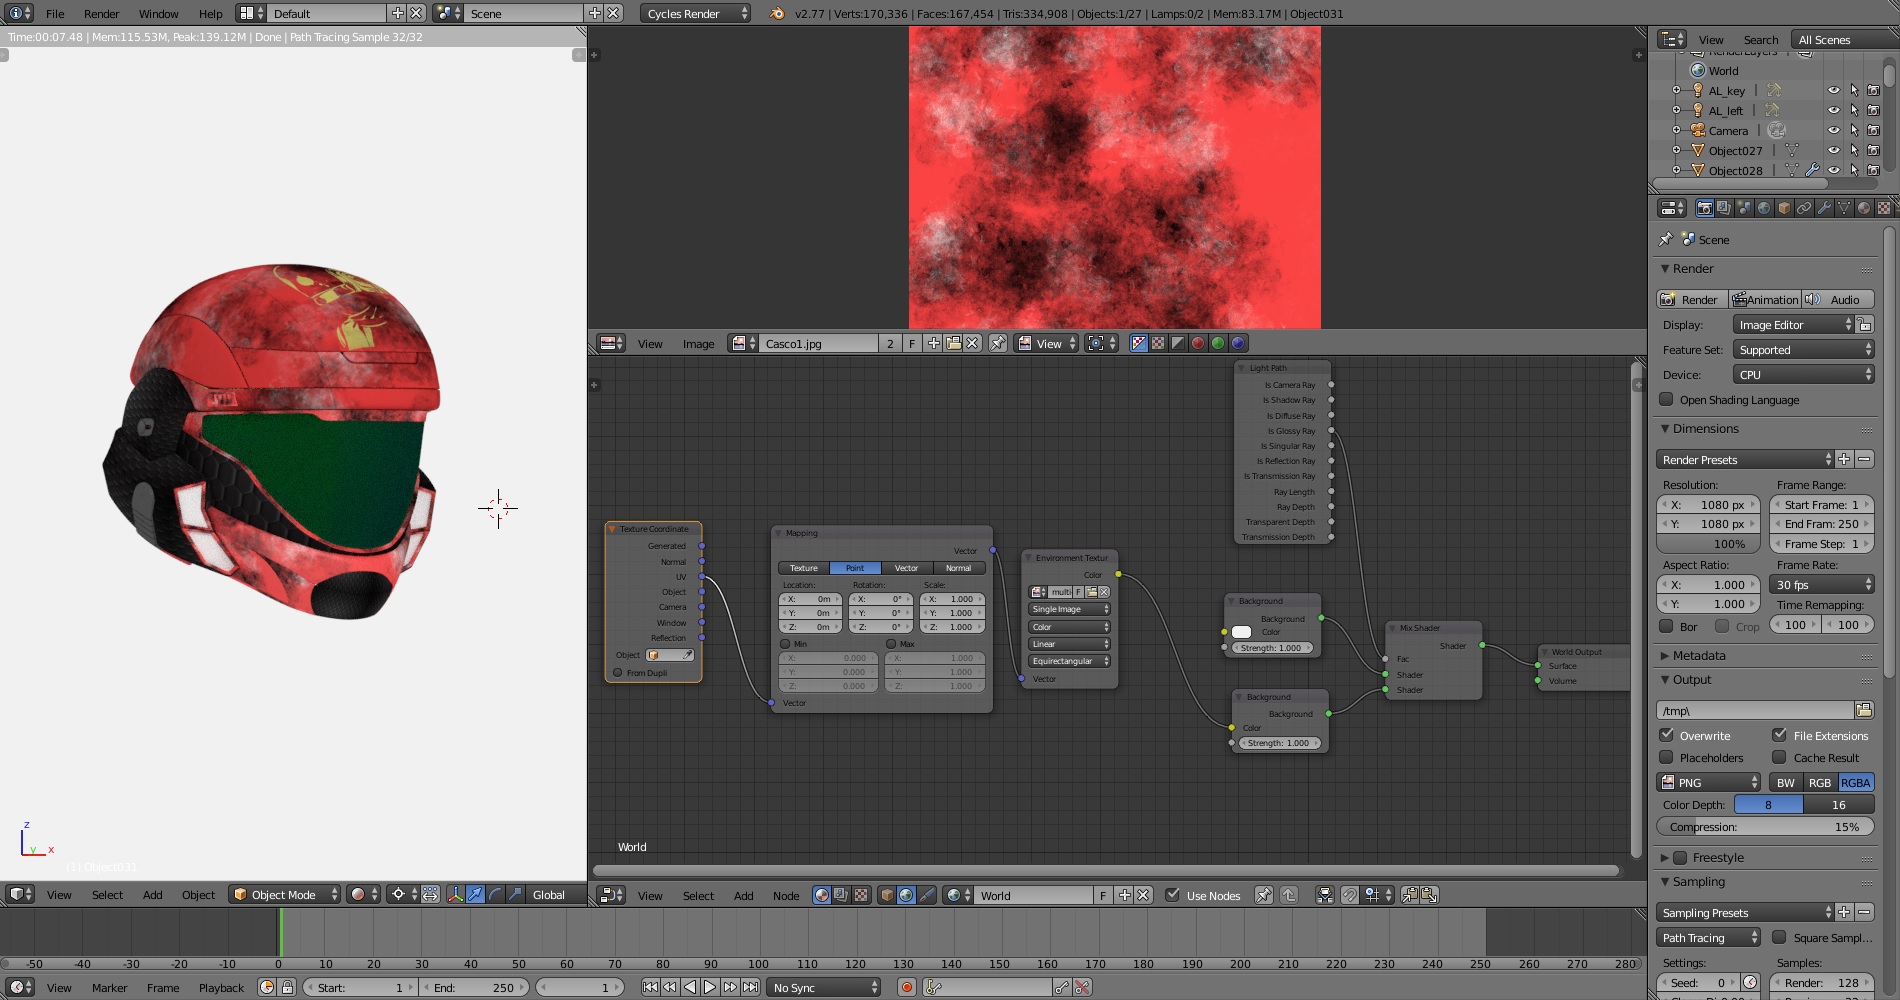 File Render Window Help Default Scene Cycles Render v2.77 | Verts:170,336 | Faces:167,454 | Tris:334,908 | Objects:1/27 | Lamps:0/2 | Mem:83.17M | Object031
Time:00:07.48 | Mem:115.53M, Peak:139.12M | Done | Path Tracing Sample 32/32
View Search All Scenes
World
AL_key
AL_left
Camera
Object027
Object028
Scene
Render
Render Animation Audio
Display: Image Editor
Feature Set: Supported
Device: CPU
Open Shading Language
Dimensions
Render Presets
Resolution: Frame Range:
X: 1080 px Start Frame: 1
Y: 1080 px End Fram: 250
100% Frame Step: 1
Aspect Ratio: Frame Rate:
X: 1.000 30 fps
Y: 1.000 Time Remapping:
Bor Crop 100 100
Metadata
Output
/tmp\
Overwrite File Extensions
Placeholders Cache Result
PNG BW RGB RGBA
Color Depth: 8 16
Compression: 15%
Freestyle
Sampling
Sampling Presets
Path Tracing Square Sampl...
Settings: Samples:
Seed: 0 Render: 128
View Image Casco1.jpg 2 F View
Light Path
Is Camera Ray
Is Shadow Ray
Is Diffuse Ray
Is Glossy Ray
Is Singular Ray
Is Reflection Ray
Is Transmission Ray
Ray Length
Ray Depth
Transparent Depth
Transmission Depth
Texture Coordinate
Generated
Normal
UV
Object
Camera
Window
Reflection
Object
From Dupli
Mapping
Vector
Texture Point Vector Normal
Location: Rotation: Scale:
X: 0m X: 0° X: 1.000
Y: 0m Y: 0° Y: 1.000
Z: 0m Z: 0° Z: 1.000
Min Max
X: 0.000 X: 1.000
Y: 0.000 Y: 1.000
Z: 0.000 Z: 1.000
Vector
Environment Textur
Color
multi F
Single Image
Color
Linear
Equirectangular
Vector
Background
Background
Color
Strength: 1.000
Background
Background
Color
Strength: 1.000
Mix Shader
Shader
Fac
Shader
Shader
World Output
Surface
Volume
World
z
y x
(1) Object031
View Select Add Object Object Mode Global
View Select Add Node World F Use Nodes
-50 -40 -30 -20 -10 0 10 20 30 40 50 60 70 80 90 100 110 120 130 140 150 160 170 180 190 200 210 220 230 240 250 260 270 280
View Marker Frame Playback Start: 1 End: 250 1 No Sync